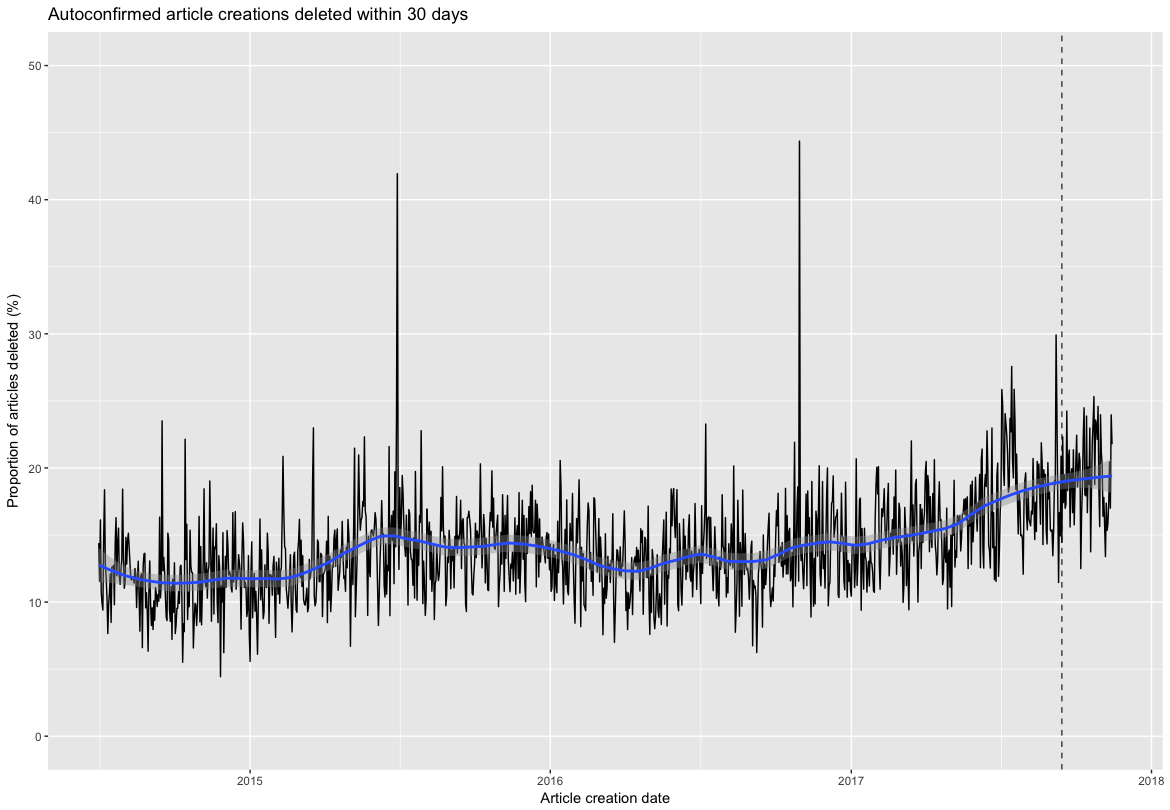 Autoconfirmed article creations deleted within 30 days
Proportion of articles deleted (%)
50
40
30
20
10
0
2015 2016 2017 2018
Article creation date